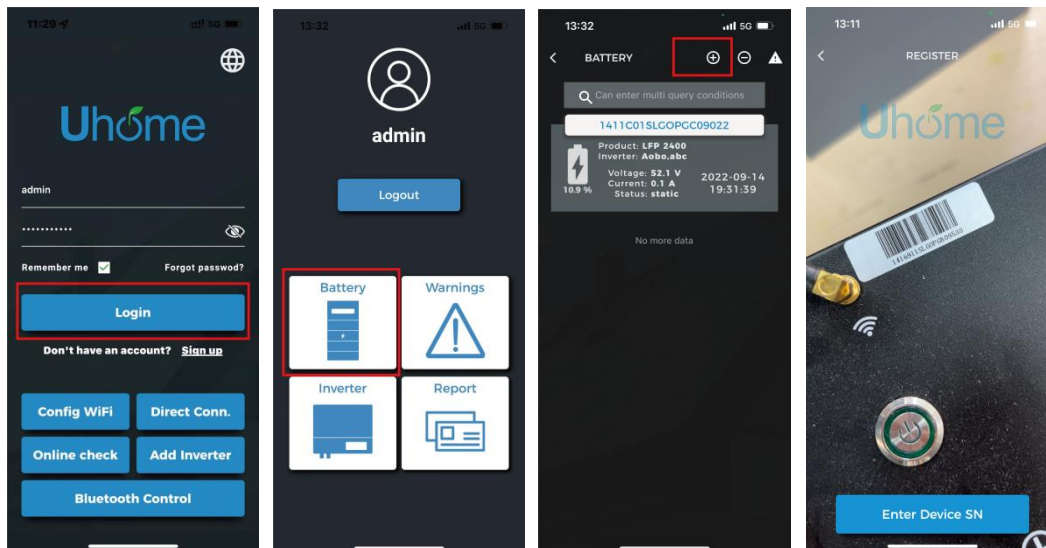 11:29
5G
Uhome
admin
...........
Remember me
Forgot passwod?
Login
Don't have an account? Sign up
Config WiFi
Direct Conn.
Online check
Add Inverter
Bluetooth Control
13:32
5G
admin
Logout
Battery
Warnings
Inverter
Report
13:32
5G
BATTERY
Can enter multi query conditions
1411C01SLGOPGC09022
Product: LFP 2400
Inverter: Aobo,abc
Voltage: 52.1 V
Current: 0.1 A
Status: static
10.9 %
2022-09-14
19:31:39
No more data
13:11
5G
REGISTER
Uhome
Enter Device SN